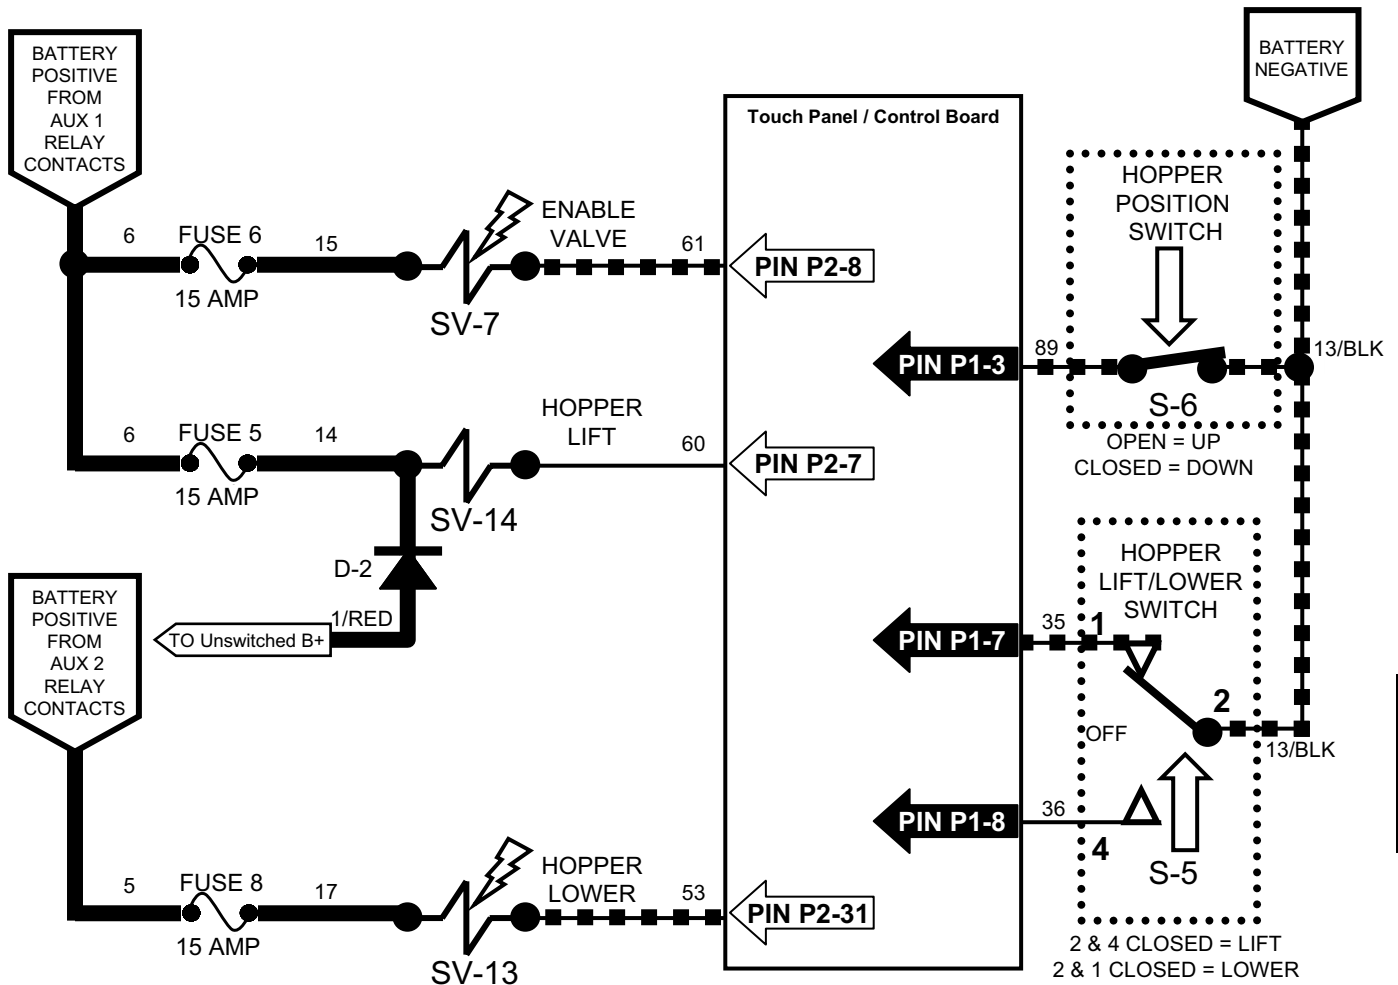 BATTERY
POSITIVE
FROM
AUX 1
RELAY
CONTACTS
BATTERY
NEGATIVE
Touch Panel / Control Board
6
FUSE 6
15 AMP
15
SV-7
ENABLE
VALVE
61
PIN P2-8
HOPPER
POSITION
SWITCH
PIN P1-3
89
13/BLK
S-6
OPEN = UP
CLOSED = DOWN
6
FUSE 5
15 AMP
14
SV-14
HOPPER
LIFT
60
PIN P2-7
D-2
1/RED
TO Unswitched B+
BATTERY
POSITIVE
FROM
AUX 2
RELAY
CONTACTS
HOPPER
LIFT/LOWER
SWITCH
PIN P1-7
35
1
2
OFF
13/BLK
PIN P1-8
36
4
S-5
2 & 4 CLOSED = LIFT
2 & 1 CLOSED = LOWER
5
FUSE 8
15 AMP
17
SV-13
HOPPER
LOWER
53
PIN P2-31